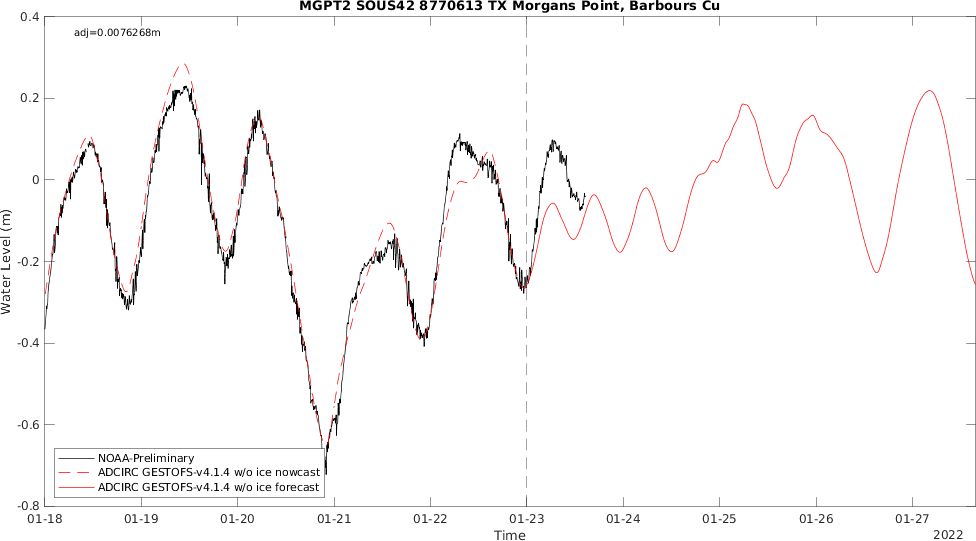 MGPT2 SOUS42 8770613 TX Morgans Point, Barbours Cu
adj=0.0076268m
0.4
0.2
0
-0.2
-0.4
-0.6
-0.8
Water Level (m)
NOAA-Preliminary
ADCIRC GESTOFS-v4.1.4 w/o ice nowcast
ADCIRC GESTOFS-v4.1.4 w/o ice forecast
01-18 01-19 01-20 01-21 01-22 01-23 01-24 01-25 01-26 01-27
Time
2022